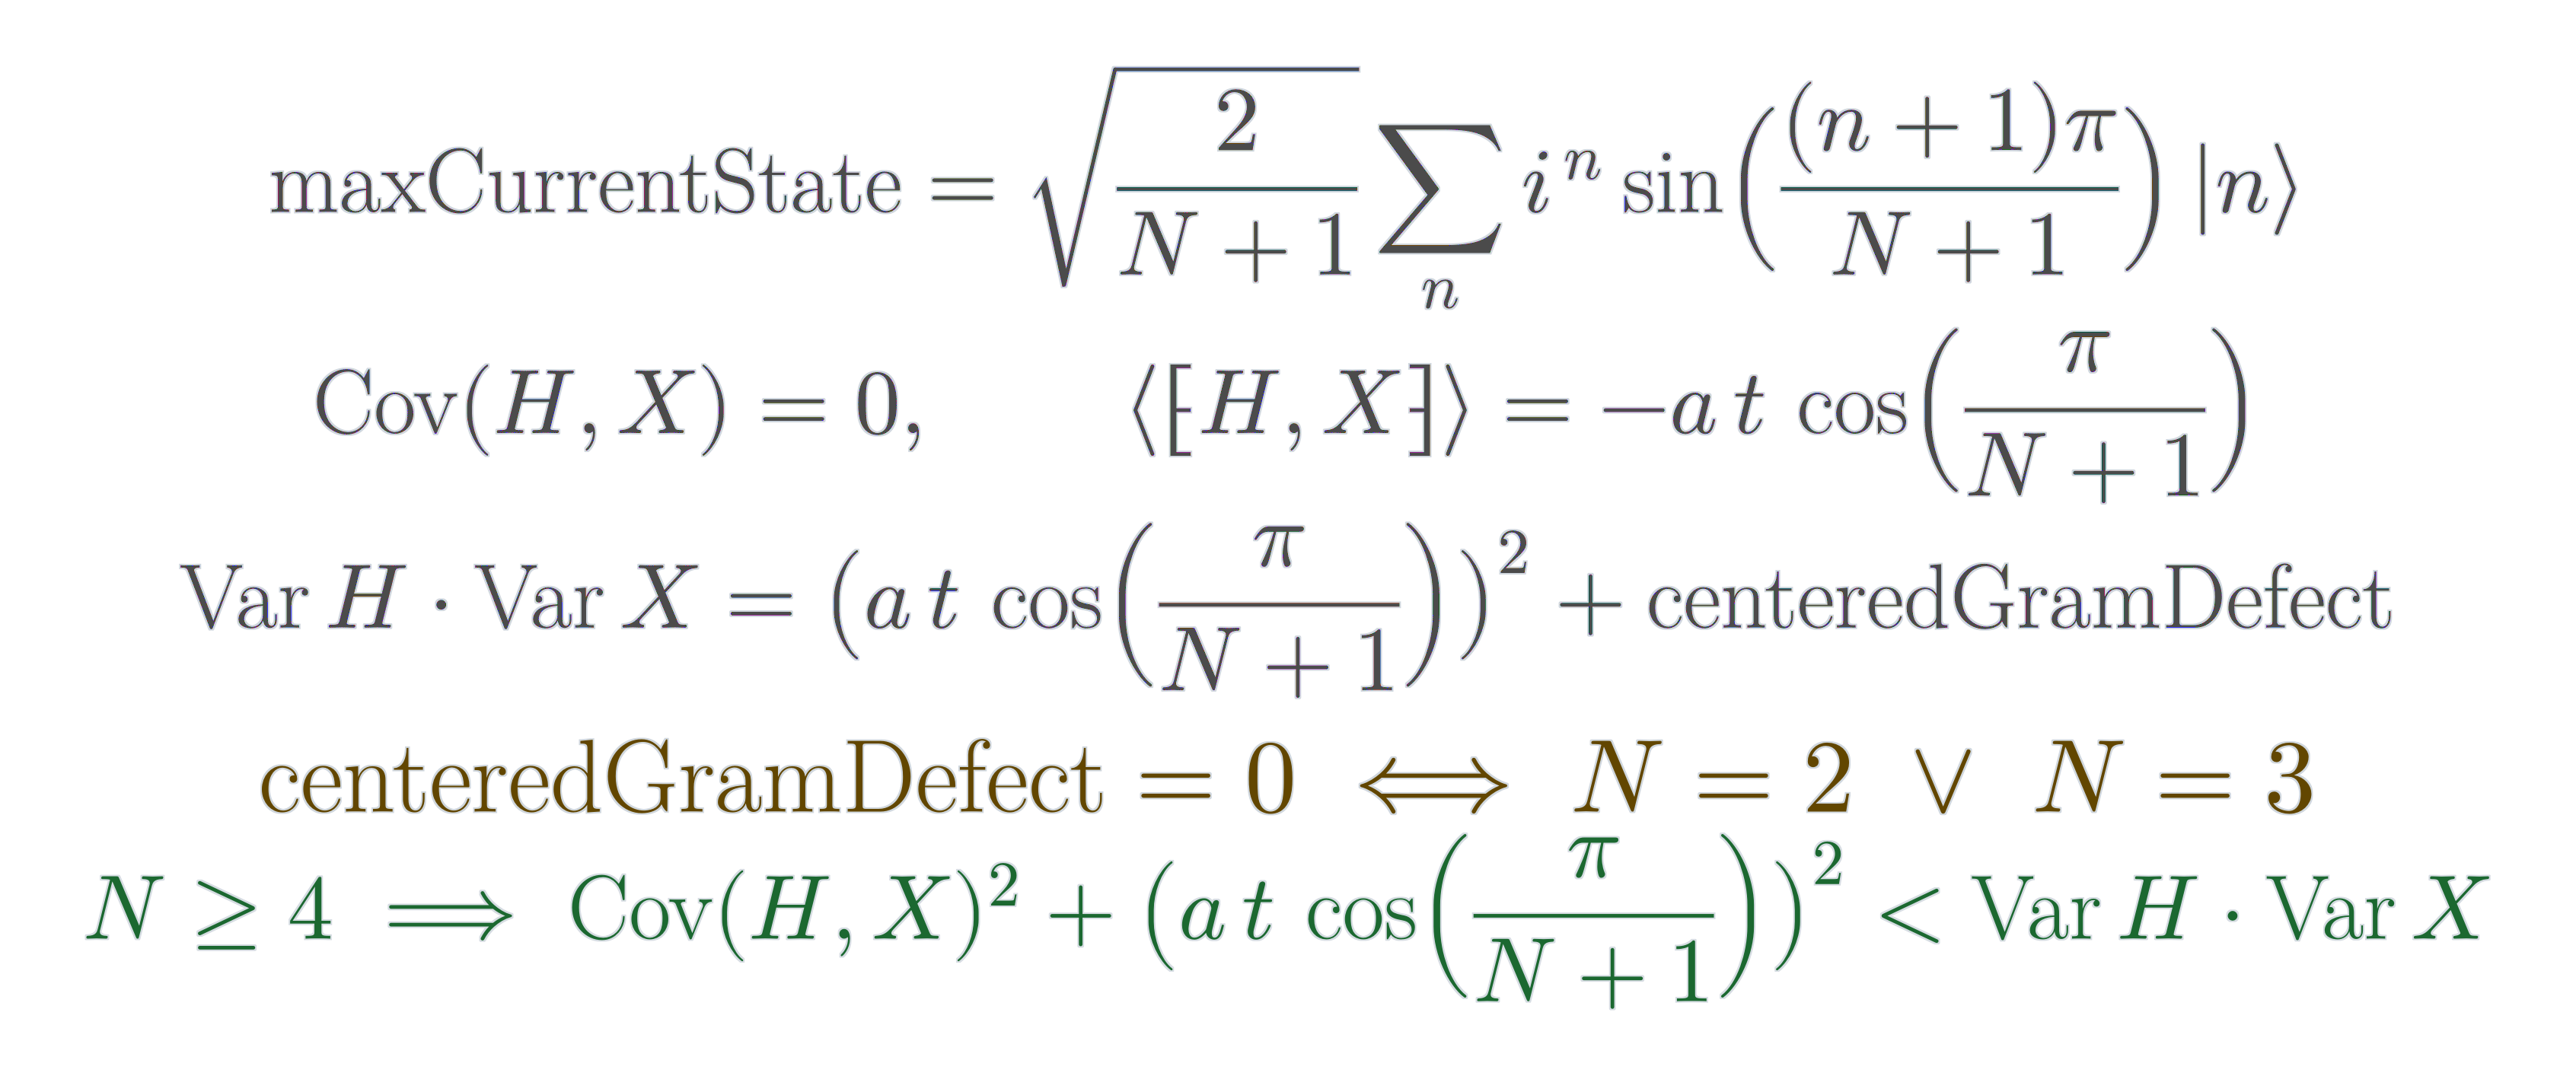 maxCurrentState = √(2/(N + 1)) ∑_n i^n sin((n + 1)π/(N + 1)) |n⟩
Cov(H, X) = 0, ⟨[H, X]⟩ = −a t cos(π/(N + 1))
Var H · Var X = (a t cos(π/(N + 1)))^2 + centeredGramDefect
centeredGramDefect = 0 ⟺ N = 2 ∨ N = 3
N ≥ 4 ⟹ Cov(H, X)^2 + (a t cos(π/(N + 1)))^2 < Var H · Var X